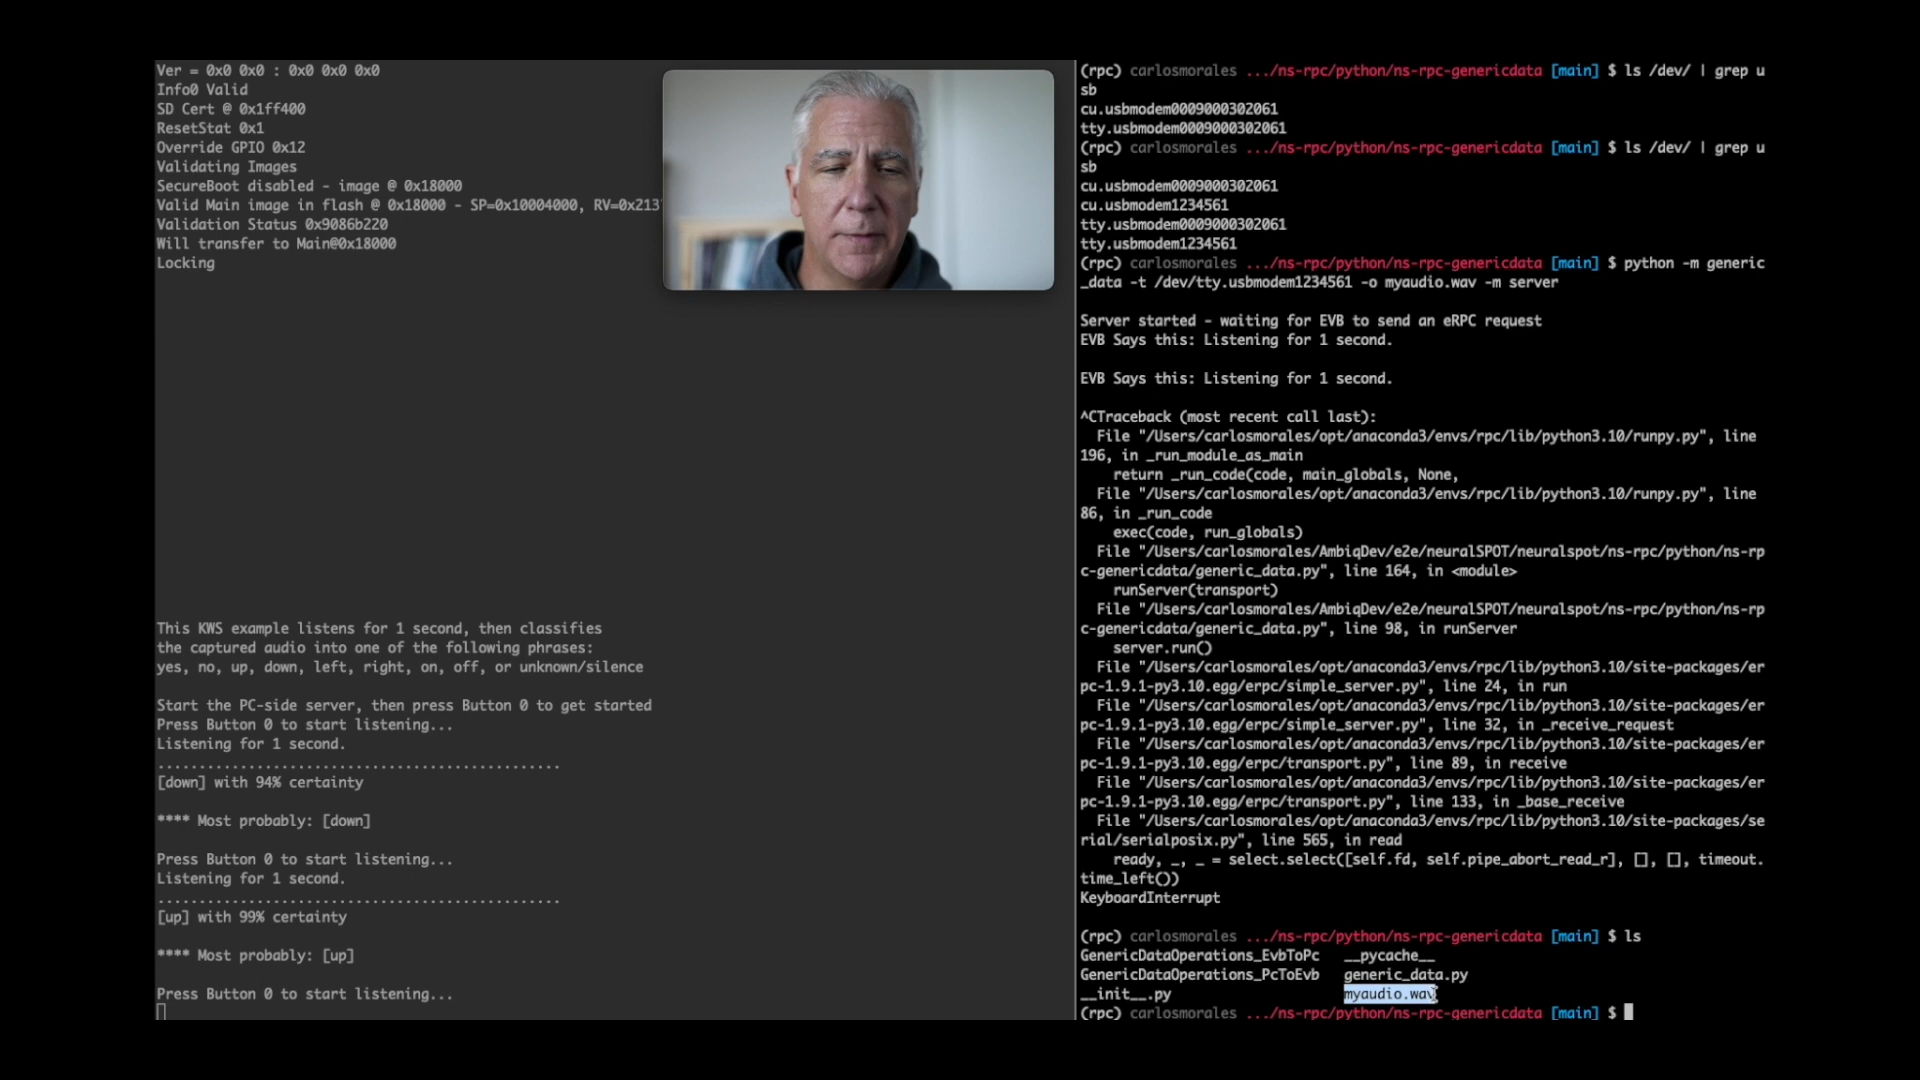 Ver = 0x0 0x0 : 0x0 0x0 0x0
Info0 Valid
SD Cert @ 0x1ff400
ResetStat 0x1
Override GPIO 0x12
Validating Images
SecureBoot disabled - image @ 0x18000
Valid Main image in flash @ 0x18000 - SP=0x10004000, RV=0x213
Validation Status 0x9086b220
Will transfer to Main@0x18000
Locking
This KWS example listens for 1 second, then classifies
the captured audio into one of the following phrases:
yes, no, up, down, left, right, on, off, or unknown/silence
Start the PC-side server, then press Button 0 to get started
Press Button 0 to start listening...
Listening for 1 second.
.................................................
[down] with 94% certainty
**** Most probably: [down]
Press Button 0 to start listening...
Listening for 1 second.
.................................................
[up] with 99% certainty
**** Most probably: [up]
Press Button 0 to start listening...
(rpc) carlosmorales .../ns-rpc/python/ns-rpc-genericdata [main] $ ls /dev/ | grep u
sb
cu.usbmodem0009000302061
tty.usbmodem0009000302061
(rpc) carlosmorales .../ns-rpc/python/ns-rpc-genericdata [main] $ ls /dev/ | grep u
sb
cu.usbmodem0009000302061
cu.usbmodem1234561
tty.usbmodem0009000302061
tty.usbmodem1234561
(rpc) carlosmorales .../ns-rpc/python/ns-rpc-genericdata [main] $ python -m generic
_data -t /dev/tty.usbmodem1234561 -o myaudio.wav -m server
Server started - waiting for EVB to send an eRPC request
EVB Says this: Listening for 1 second.
EVB Says this: Listening for 1 second.
^CTraceback (most recent call last):
File "/Users/carlosmorales/opt/anaconda3/envs/rpc/lib/python3.10/runpy.py", line
196, in _run_module_as_main
return _run_code(code, main_globals, None,
File "/Users/carlosmorales/opt/anaconda3/envs/rpc/lib/python3.10/runpy.py", line
86, in _run_code
exec(code, run_globals)
File "/Users/carlosmorales/AmbiqDev/e2e/neuralSPOT/neuralspot/ns-rpc/python/ns-rp
c-genericdata/generic_data.py", line 164, in <module>
runServer(transport)
File "/Users/carlosmorales/AmbiqDev/e2e/neuralSPOT/neuralspot/ns-rpc/python/ns-rp
c-genericdata/generic_data.py", line 98, in runServer
server.run()
File "/Users/carlosmorales/opt/anaconda3/envs/rpc/lib/python3.10/site-packages/er
pc-1.9.1-py3.10.egg/erpc/simple_server.py", line 24, in run
File "/Users/carlosmorales/opt/anaconda3/envs/rpc/lib/python3.10/site-packages/er
pc-1.9.1-py3.10.egg/erpc/simple_server.py", line 32, in _receive_request
File "/Users/carlosmorales/opt/anaconda3/envs/rpc/lib/python3.10/site-packages/er
pc-1.9.1-py3.10.egg/erpc/transport.py", line 89, in receive
File "/Users/carlosmorales/opt/anaconda3/envs/rpc/lib/python3.10/site-packages/er
pc-1.9.1-py3.10.egg/erpc/transport.py", line 133, in _base_receive
File "/Users/carlosmorales/opt/anaconda3/envs/rpc/lib/python3.10/site-packages/se
rial/serialposix.py", line 565, in read
ready, _, _ = select.select([self.fd, self.pipe_abort_read_r], [], [], timeout.
time_left())
KeyboardInterrupt
(rpc) carlosmorales .../ns-rpc/python/ns-rpc-genericdata [main] $ ls
GenericDataOperations_EvbToPc __pycache__
GenericDataOperations_PcToEvb generic_data.py
__init__.py myaudio.wav
(rpc) carlosmorales .../ns-rpc/python/ns-rpc-genericdata [main] $